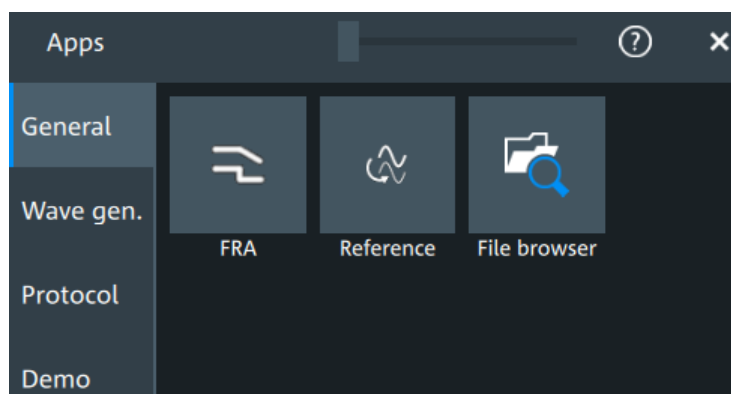 Apps
?
General
Wave gen.
Protocol
Demo
FRA
Reference
File browser